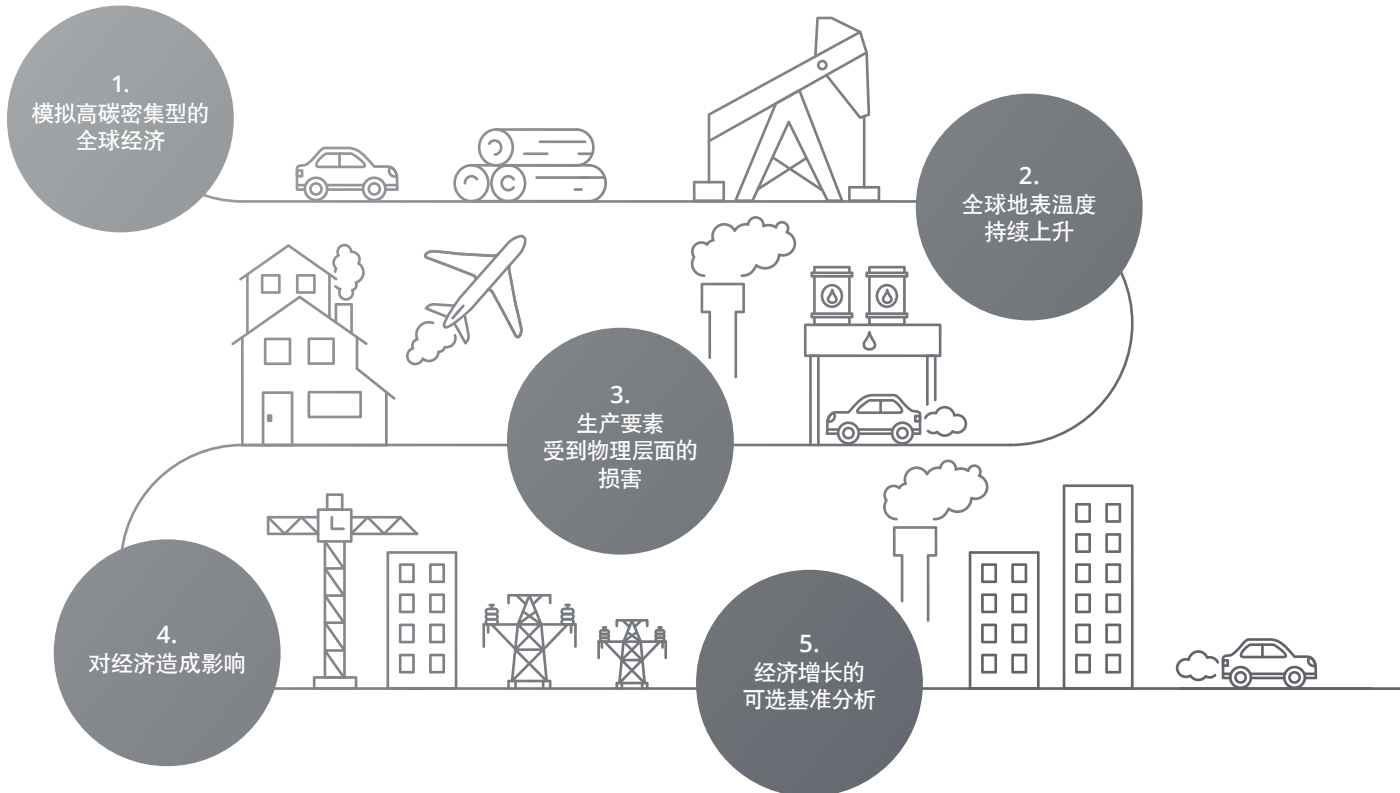 1.
模拟高碳密集型的
全球经济
2.
全球地表温度
持续上升
3.
生产要素
受到物理层面的
损害
4.
对经济造成影响
5.
经济增长的
可选基准分析